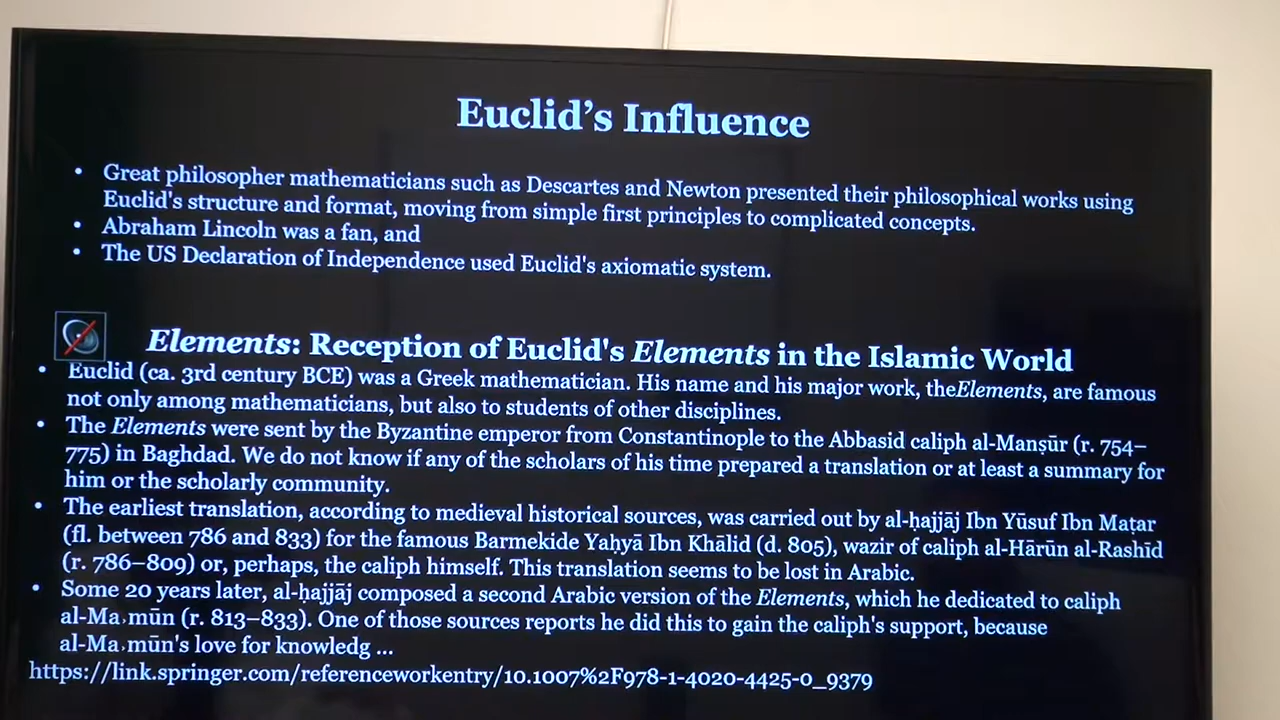 Euclid's Influence
• Great philosopher mathematicians such as Descartes and Newton presented their philosophical works using
Euclid's structure and format, moving from simple first principles to complicated concepts.
• Abraham Lincoln was a fan, and
• The US Declaration of Independence used Euclid's axiomatic system.
Elements: Reception of Euclid's Elements in the Islamic World
• Euclid (ca. 3rd century BCE) was a Greek mathematician. His name and his major work, theElements, are famous
not only among mathematicians, but also to students of other disciplines.
• The Elements were sent by the Byzantine emperor from Constantinople to the Abbasid caliph al-Manṣūr (r. 754–
775) in Baghdad. We do not know if any of the scholars of his time prepared a translation or at least a summary for
him or the scholarly community.
• The earliest translation, according to medieval historical sources, was carried out by al-ḥajjāj Ibn Yūsuf Ibn Maṭar
(fl. between 786 and 833) for the famous Barmekide Yaḥyā Ibn Khālid (d. 805), wazir of caliph al-Hārūn al-Rashīd
(r. 786–809) or, perhaps, the caliph himself. This translation seems to be lost in Arabic.
• Some 20 years later, al-ḥajjāj composed a second Arabic version of the Elements, which he dedicated to caliph
al-Maʾmūn (r. 813–833). One of those sources reports he did this to gain the caliph's support, because
al-Maʾmūn's love for knowledg ...
https://link.springer.com/referenceworkentry/10.1007%2F978-1-4020-4425-0_9379